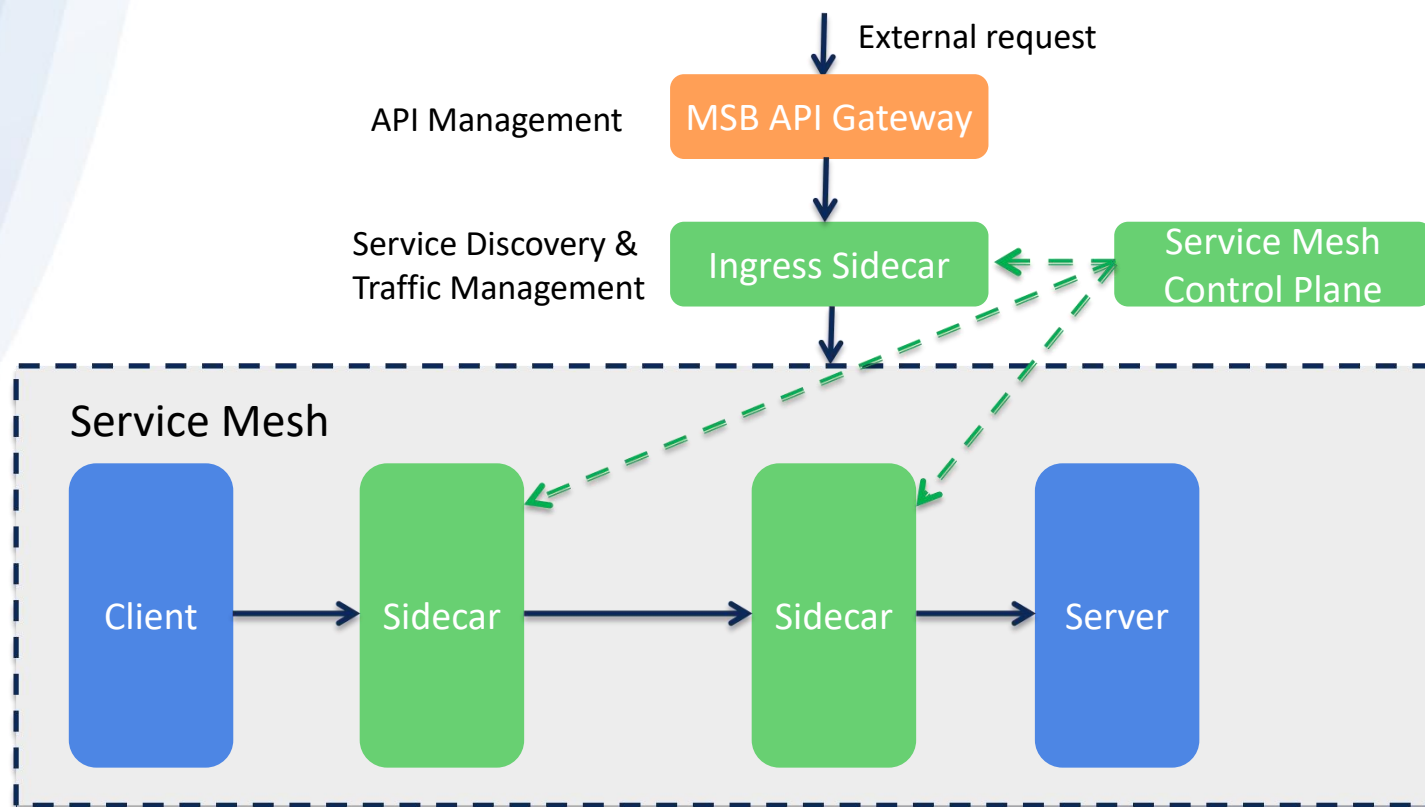 External request
API Management
MSB API Gateway
Service Discovery &
Traffic Management
Ingress Sidecar
Service Mesh
Control Plane
Service Mesh
Client
Sidecar
Sidecar
Server